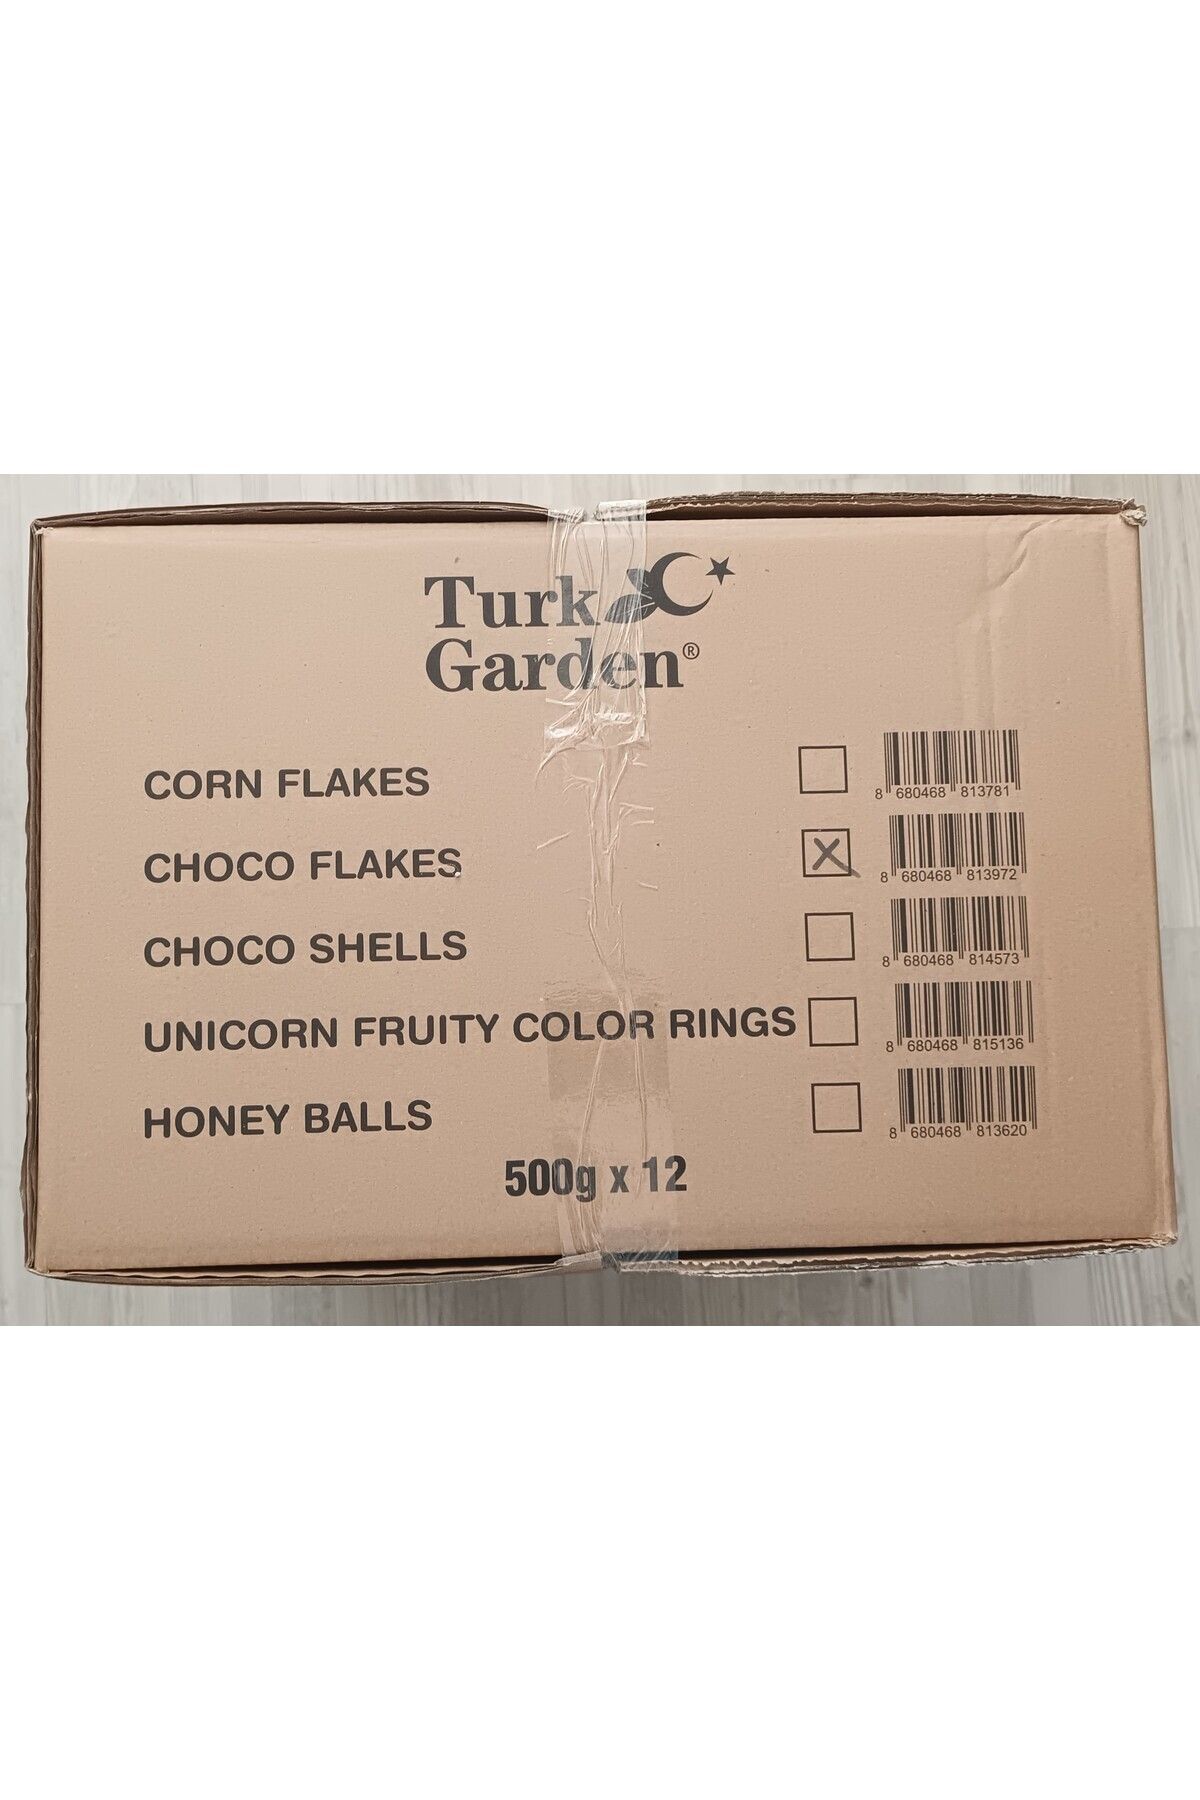 Turk
Garden®
CORN FLAKES
8 680468 813781
CHOCO FLAKES
X
8 680468 813972
CHOCO SHELLS
8 680468 814573
UNICORN FRUITY COLOR RINGS
8 680468 815136
HONEY BALLS
8 680468 813620
500g x 12